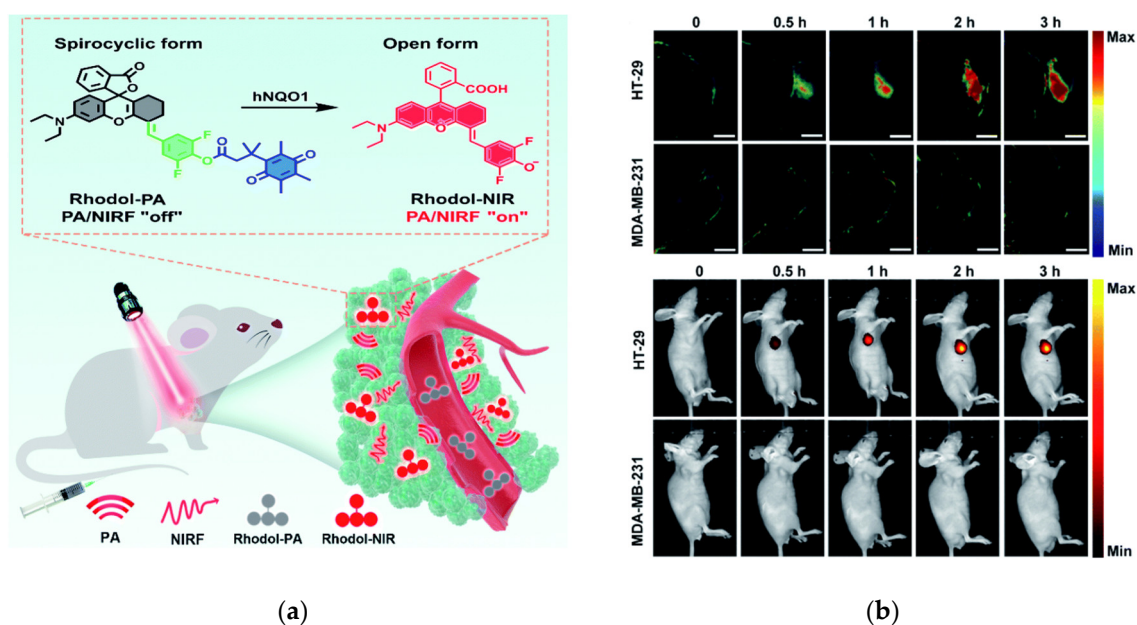 Spirocyclic form
Open form
hNQO1
O
O
O
N
F
F
O
O
O
O
COOH
O
N
F
F
O⁻
Rhodol-PA
PA/NIRF "off"
Rhodol-NIR
PA/NIRF "on"
PA
NIRF
Rhodol-PA
Rhodol-NIR
(a)
0
0.5 h
1 h
2 h
3 h
HT-29
MDA-MB-231
Max
Min
0
0.5 h
1 h
2 h
3 h
HT-29
MDA-MB-231
Max
Min
(b)